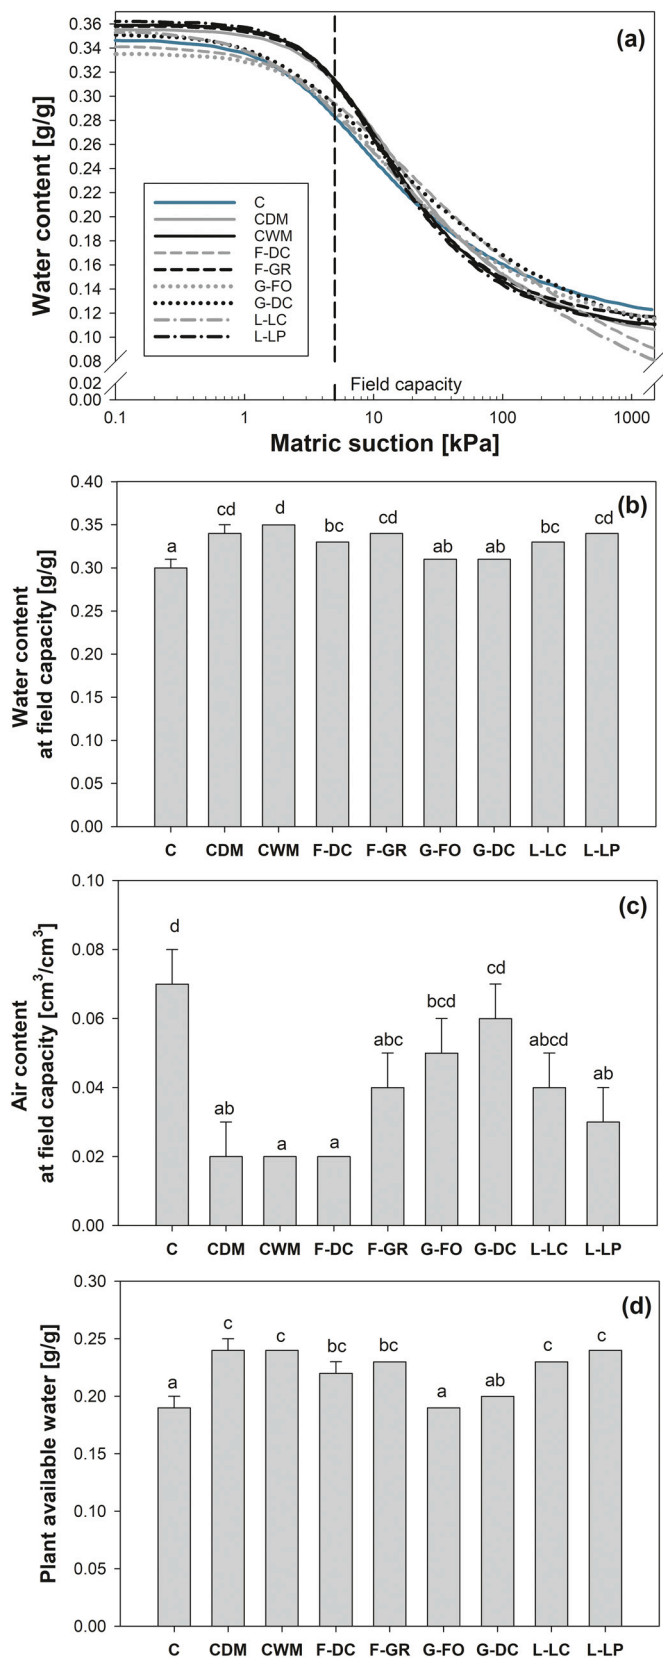 (a)
Water content [g/g]
0.36
0.34
0.32
0.30
0.28
0.26
0.24
0.22
0.20
0.18
0.16
0.14
0.12
0.10
0.08
0.02
0.00
C
CDM
CWM
F-DC
F-GR
G-FO
G-DC
L-LC
L-LP
Field capacity
0.1 1 10 100 1000
Matric suction [kPa]
(b)
Water content
at field capacity [g/g]
0.40
0.35
0.30
0.25
0.20
0.15
0.10
0.05
0.00
a cd d bc cd ab ab bc cd
C CDM CWM F-DC F-GR G-FO G-DC L-LC L-LP
(c)
Air content
at field capacity [cm³/cm³]
0.10
0.08
0.06
0.04
0.02
0.00
d ab a a abc bcd cd abcd ab
C CDM CWM F-DC F-GR G-FO G-DC L-LC L-LP
(d)
Plant available water [g/g]
0.30
0.25
0.20
0.15
0.10
0.05
0.00
a c c bc bc a ab c c
C CDM CWM F-DC F-GR G-FO G-DC L-LC L-LP